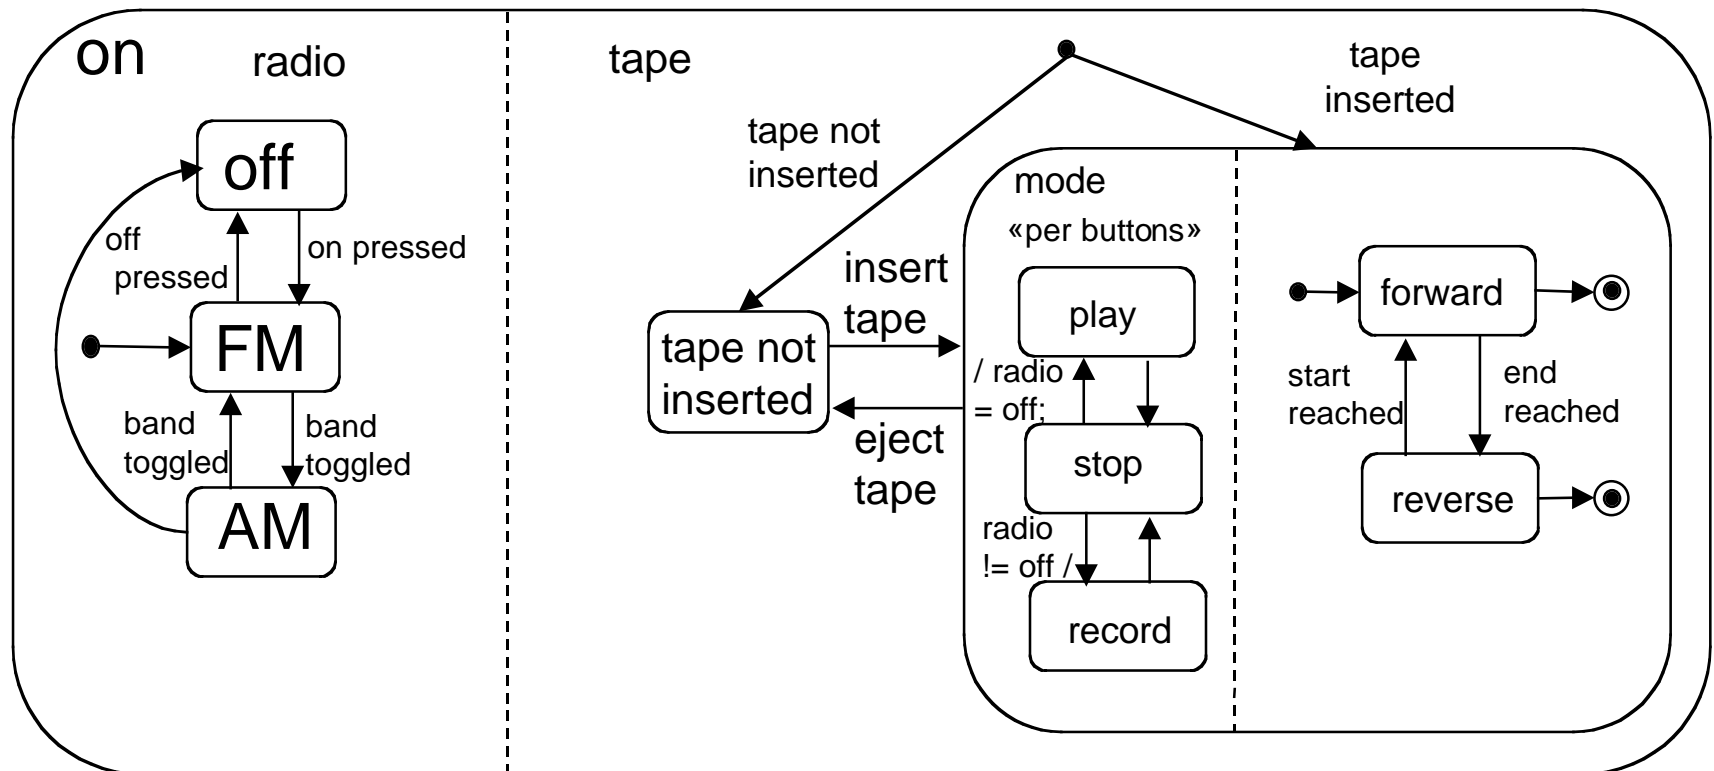 on
radio
off
off
pressed
on pressed
FM
band
toggled
band
toggled
AM
tape
tape not
inserted
tape
inserted
tape not
inserted
insert
tape
eject
tape
mode
«per buttons»
play
/ radio
= off;
stop
radio
!= off /
record
forward
start
reached
end
reached
reverse